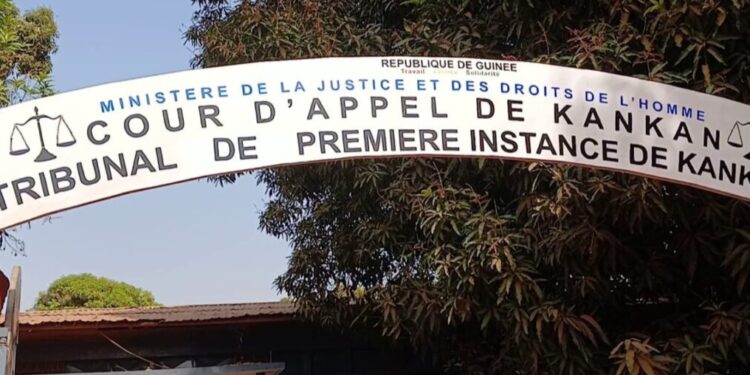 REPUBLIQUE DE GUINEE
Travail Justice Solidarité
MINISTERE DE LA JUSTICE ET DES DROITS DE L'HOMME
COUR D'APPEL DE KANKAN
TRIBUNAL DE PREMIERE INSTANCE DE KANK